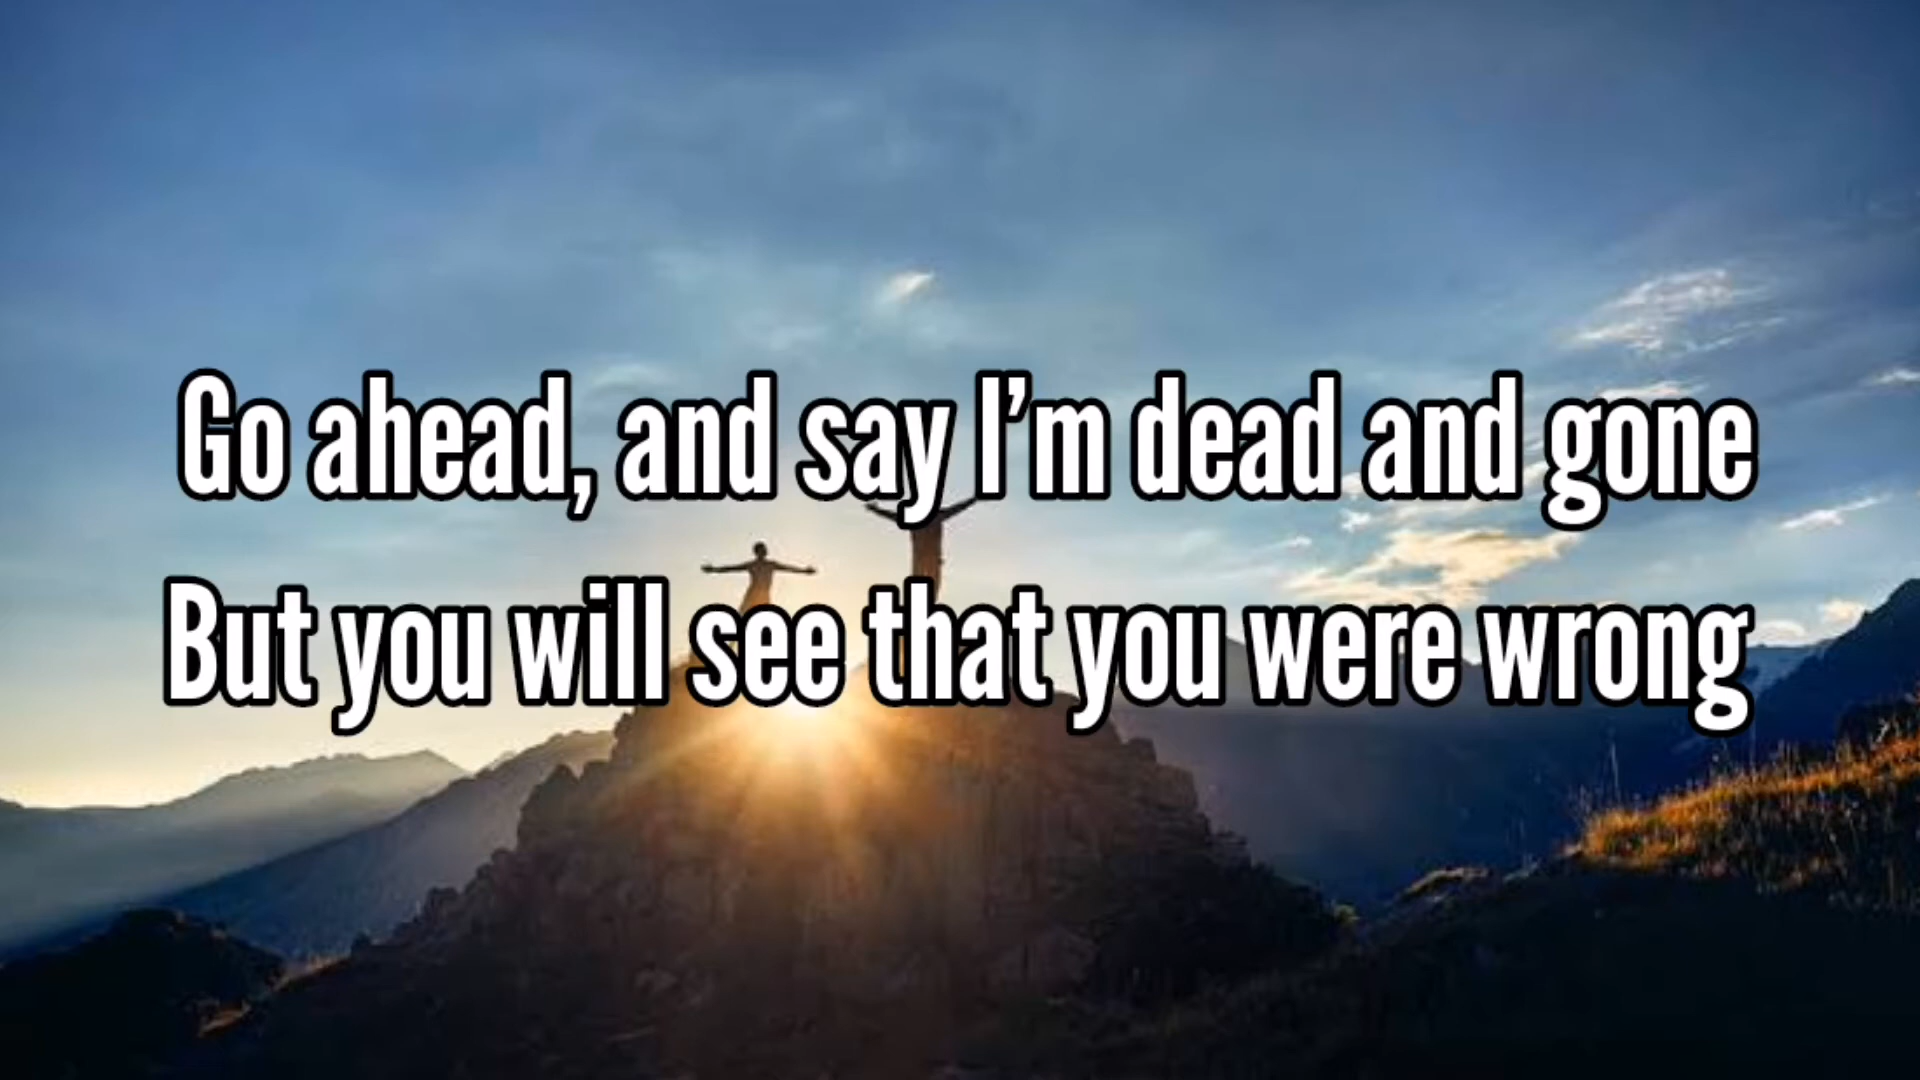 Go ahead, and say I’m dead and gone
But you will see that you were wrong